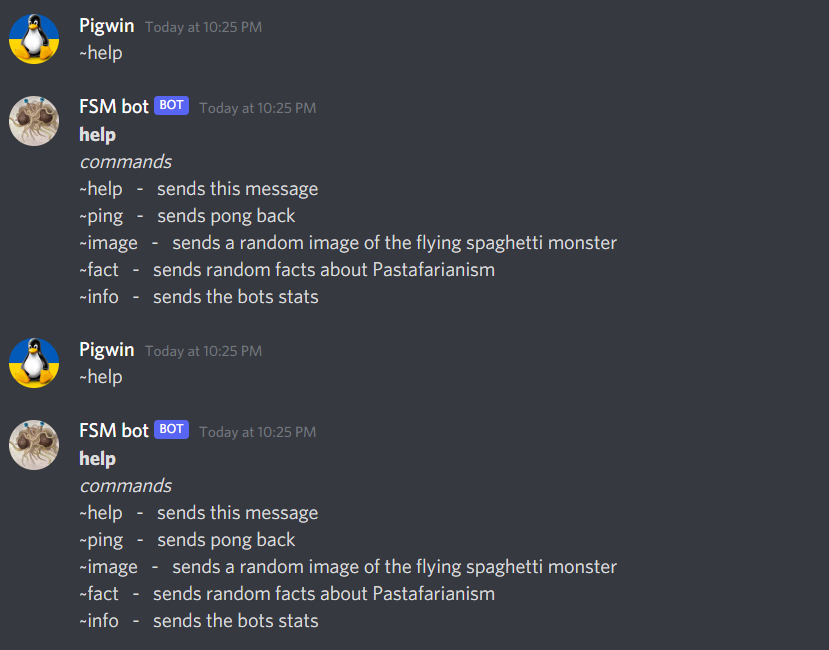 Pigwin Today at 10:25 PM
~help
FSM bot BOT Today at 10:25 PM
help
commands
~help - sends this message
~ping - sends pong back
~image - sends a random image of the flying spaghetti monster
~fact - sends random facts about Pastafarianism
~info - sends the bots stats
Pigwin Today at 10:25 PM
~help
FSM bot BOT Today at 10:25 PM
help
commands
~help - sends this message
~ping - sends pong back
~image - sends a random image of the flying spaghetti monster
~fact - sends random facts about Pastafarianism
~info - sends the bots stats